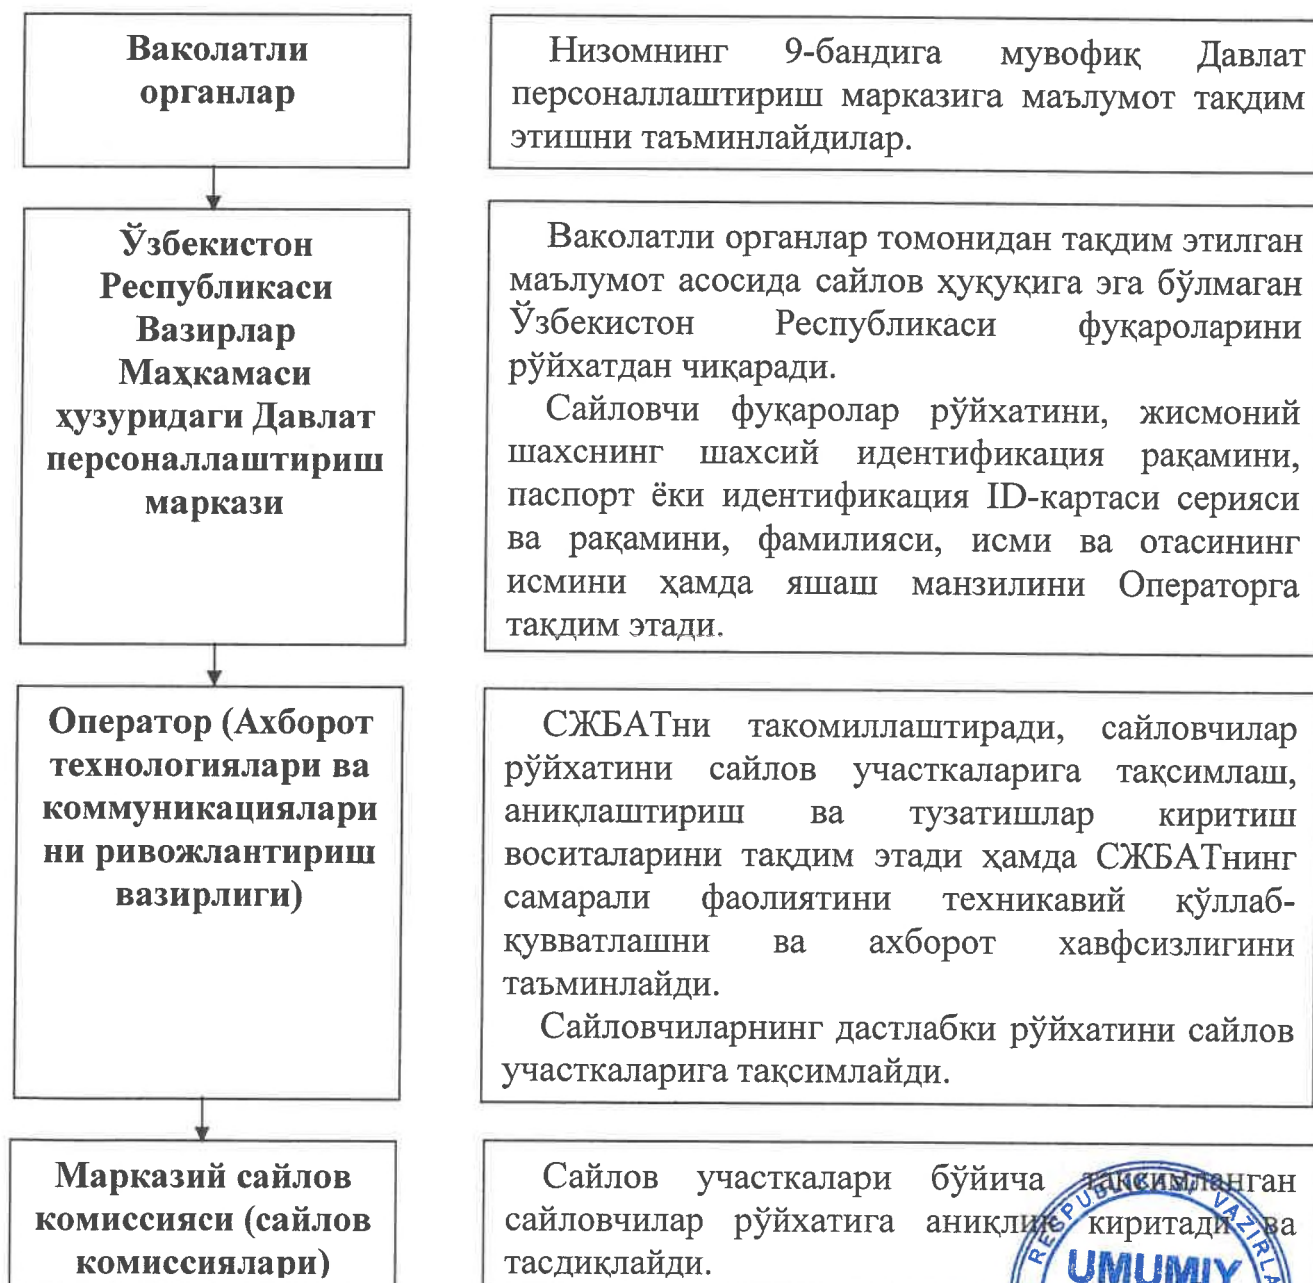 Ваколатли
органлар
Низомнинг 9-бандига мувофиқ Давлат
персоналлаштириш марказига маълумот тақдим
этишни таъминлайдилар.
Ўзбекистон
Республикаси
Вазирлар
Маҳкамаси
ҳузуридаги Давлат
персоналлаштириш
маркази
Ваколатли органлар томонидан тақдим этилган
маълумот асосида сайлов ҳуқуқига эга бўлмаган
Ўзбекистон Республикаси фуқароларини
рўйхатдан чиқаради.
Сайловчи фуқаролар рўйхатини, жисмоний
шахснинг шахсий идентификация рақамини,
паспорт ёки идентификация ID-картаси серияси
ва рақамини, фамилияси, исми ва отасининг
исмини ҳамда яшаш манзилини Операторга
тақдим этади.
Оператор (Ахборот
технологиялари ва
коммуникациялари
ни ривожлантириш
вазирлиги)
СЖБАТни такомиллаштиради, сайловчилар
рўйхатини сайлов участкаларига тақсимлаш,
аниқлаштириш ва тузатишлар киритиш
воситаларини тақдим этади ҳамда СЖБАТнинг
самарали фаолиятини техникавий қўллаб-
қувватлашни ва ахборот хавфсизлигини
таъминлайди.
Сайловчиларнинг дастлабки рўйхатини сайлов
участкаларига тақсимлайди.
Марказий сайлов
комиссияси (сайлов
комиссиялари)
Сайлов участкалари бўйича тақсимланган
сайловчилар рўйхатига аниқлик киритади ва
тасдиқлайди.
UMUMIY